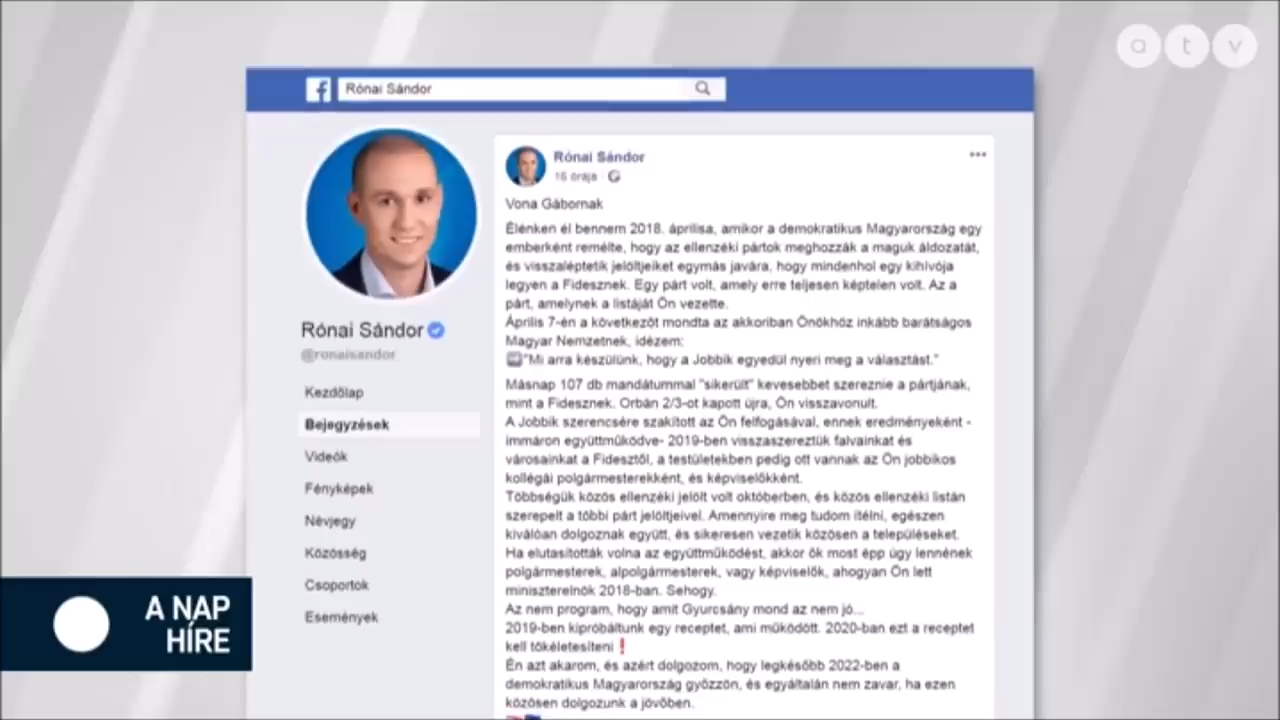 a t v
Rónai Sándor
Rónai Sándor
16 órája
Vona Gábornak
Élénken él bennem 2018. áprilisa, amikor a demokratikus Magyarország egy
emberként remélte, hogy az ellenzéki pártok meghozzák a maguk áldozatát,
és visszaléptetik jelöltjeiket egymás javára, hogy mindenhol egy kihívója
legyen a Fidesznek. Egy párt volt, amely erre teljesen képtelen volt. Az a
párt, amelynek a listáját Ön vezette.
Április 7-én a következőt mondta az akkoriban Önökhöz inkább barátságos
Magyar Nemzetnek, idézem:
"Mi arra készülünk, hogy a Jobbik egyedül nyeri meg a választást."
Másnap 107 db mandátummal "sikerült" kevesebbet szereznie a pártjának,
mint a Fidesznek. Orbán 2/3-ot kapott újra, Ön visszavonult.
A Jobbik szerencsére szakított az Ön felfogásával, ennek eredményeként -
immáron együttműködve- 2019-ben visszaszereztük falvainkat és
városainkat a Fidesztől, a testületekben pedig ott vannak az Ön jobbikos
kollégái polgármesterekként, és képviselőkként.
Többségük közös ellenzéki jelölt volt októberben, és közös ellenzéki listán
szerepelt a többi párt jelöltjeivel. Amennyire meg tudom ítélni, egészen
kiválóan dolgoznak együtt, és sikeresen vezetik közösen a településeket.
Ha elutasították volna az együttműködést, akkor ők most épp úgy lennének
polgármesterek, alpolgármesterek, vagy képviselők, ahogyan Ön lett
miniszterelnök 2018-ban. Sehogy.
Az nem program, hogy amit Gyurcsány mond az nem jó...
2019-ben kipróbáltunk egy receptet, ami működött. 2020-ban ezt a receptet
kell tökéletesíteni❗
Én azt akarom, és azért dolgozom, hogy legkésőbb 2022-ben a
demokratikus Magyarország győzzön, és egyáltalán nem zavar, ha ezen
közösen dolgozunk a jövőben.
Rónai Sándor
@ronaisandor
Kezdőlap
Bejegyzések
Videók
Fényképek
Névjegy
Közösség
Csoportok
Események
A NAP
HÍRE